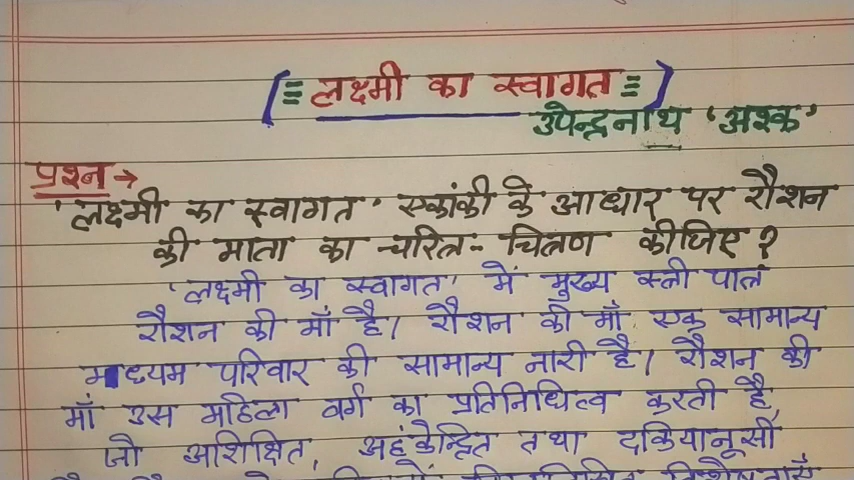 (= लक्ष्मी का स्वागत =)
उपेन्द्रनाथ 'अश्क'
प्रश्न →
'लक्ष्मी का स्वागत' एकांकी के आधार पर रौशन
की माता का चरित्र-चित्रण कीजिए?
'लक्ष्मी का स्वागत' में मुख्य स्त्री पात्र
रौशन की माँ है। रौशन की माँ एक सामान्य
माध्यम परिवार की सामान्य नारी है। रौशन की
माँ उस महिला वर्ग का प्रतिनिधित्व करती है,
जो अशिक्षित, अहंकेन्द्रित तथा दकियानूसी